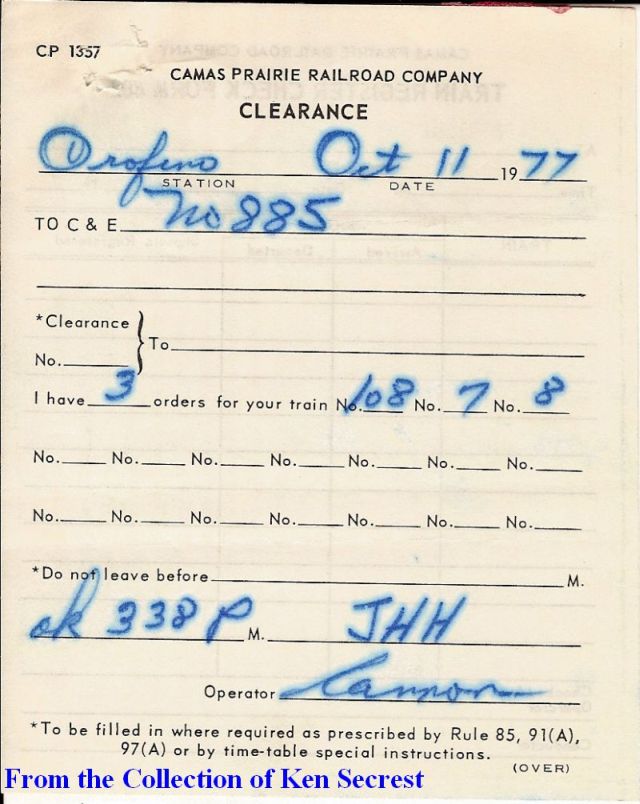 CP 1357
CAMAS PRAIRIE RAILROAD COMPANY
CLEARANCE
Orofino Oct 11 1977
STATION DATE
TO C & E No 885
*Clearance
No. To
I have 3 orders for your train No. 108 No. 7 No. 8
No. No. No. No. No. No. No.
No. No. No. No. No. No. No.
*Do not leave before M.
ok 338 P M. JHH
Operator Cannon
*To be filled in where required as prescribed by Rule 85, 91(A),
97(A) or by time-table special instructions.
(OVER)
From the Collection of Ken Secrest